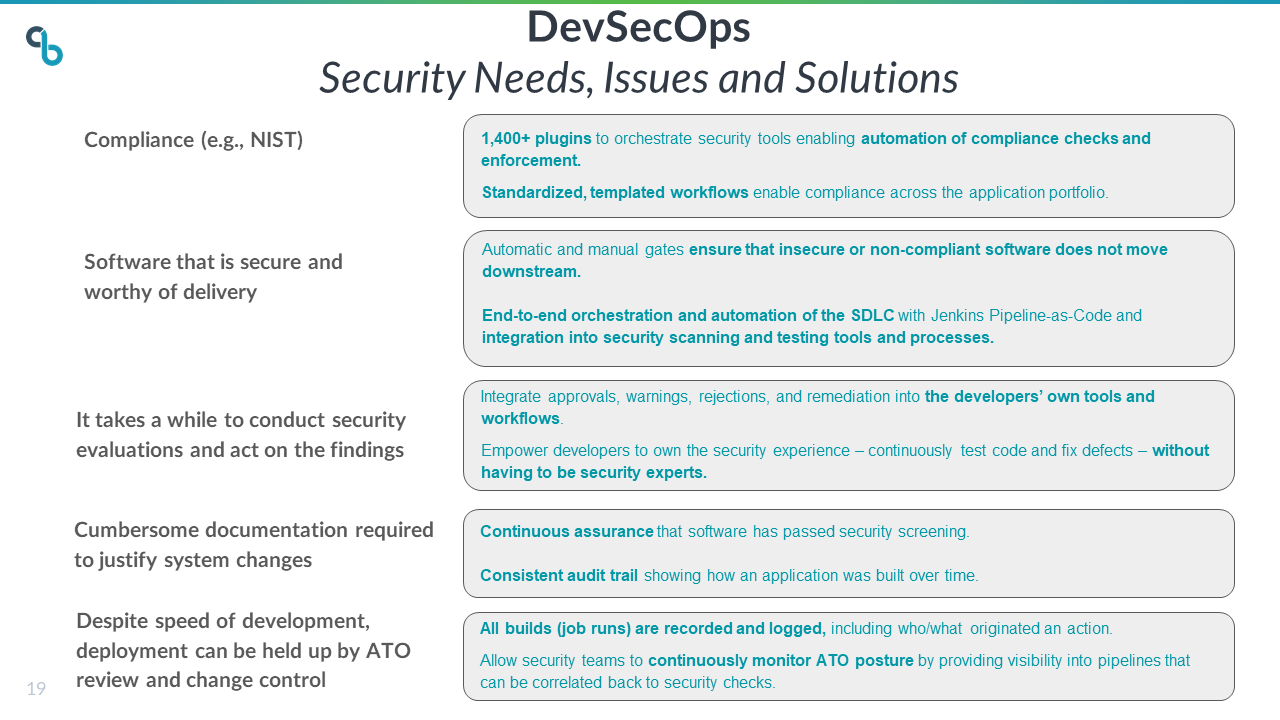 DevSecOps
Security Needs, Issues and Solutions
Compliance (e.g., NIST)
1,400+ plugins to orchestrate security tools enabling automation of compliance checks and
enforcement.
Standardized, templated workflows enable compliance across the application portfolio.
Software that is secure and
worthy of delivery
Automatic and manual gates ensure that insecure or non-compliant software does not move
downstream.
End-to-end orchestration and automation of the SDLC with Jenkins Pipeline-as-Code and
integration into security scanning and testing tools and processes.
It takes a while to conduct security
evaluations and act on the findings
Integrate approvals, warnings, rejections, and remediation into the developers’ own tools and
workflows.
Empower developers to own the security experience – continuously test code and fix defects – without
having to be security experts.
Cumbersome documentation required
to justify system changes
Continuous assurance that software has passed security screening.
Consistent audit trail showing how an application was built over time.
Despite speed of development,
deployment can be held up by ATO
review and change control
All builds (job runs) are recorded and logged, including who/what originated an action.
Allow security teams to continuously monitor ATO posture by providing visibility into pipelines that
can be correlated back to security checks.
19